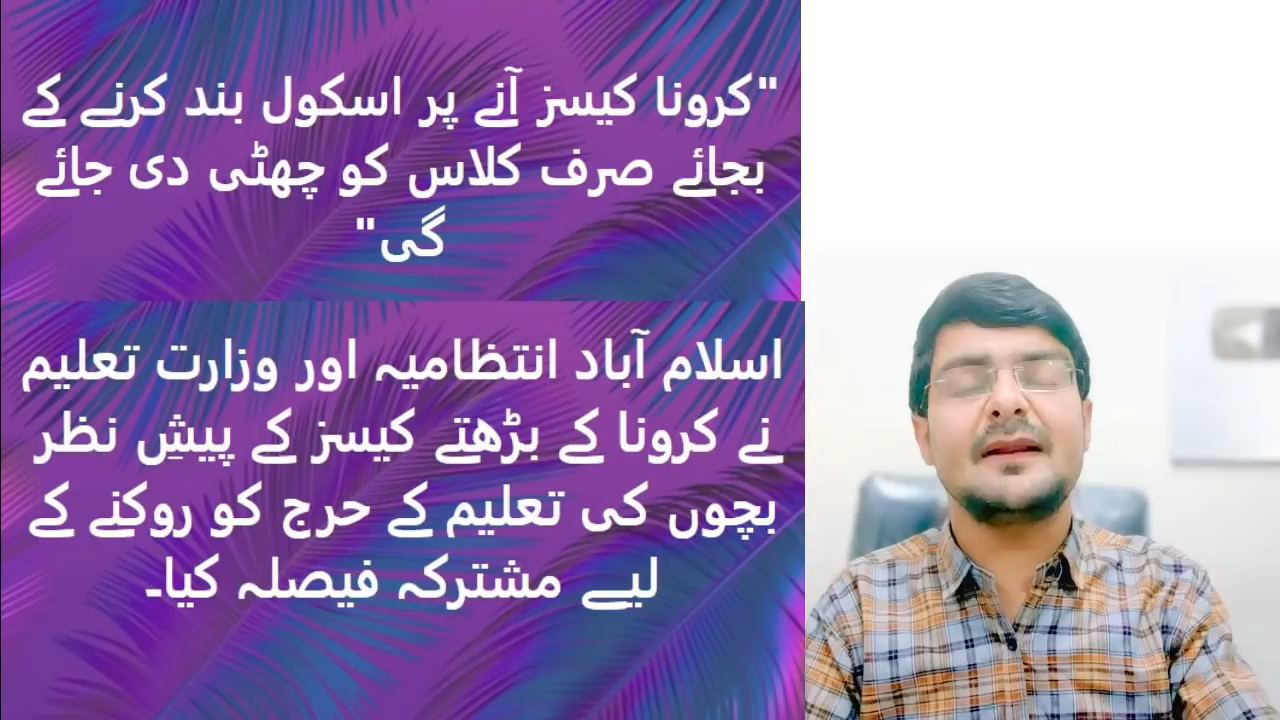 "کرونا کیسز آنے پر اسکول بند کرنے کے
بجائے صرف کلاس کو چھٹی دی جائے
گی"
اسلام آباد انتظامیہ اور وزارت تعلیم
نے کرونا کے بڑھتے کیسز کے پیشِ نظر
بچوں کی تعلیم کے حرج کو روکنے کے
لیے مشترکہ فیصلہ کیا۔